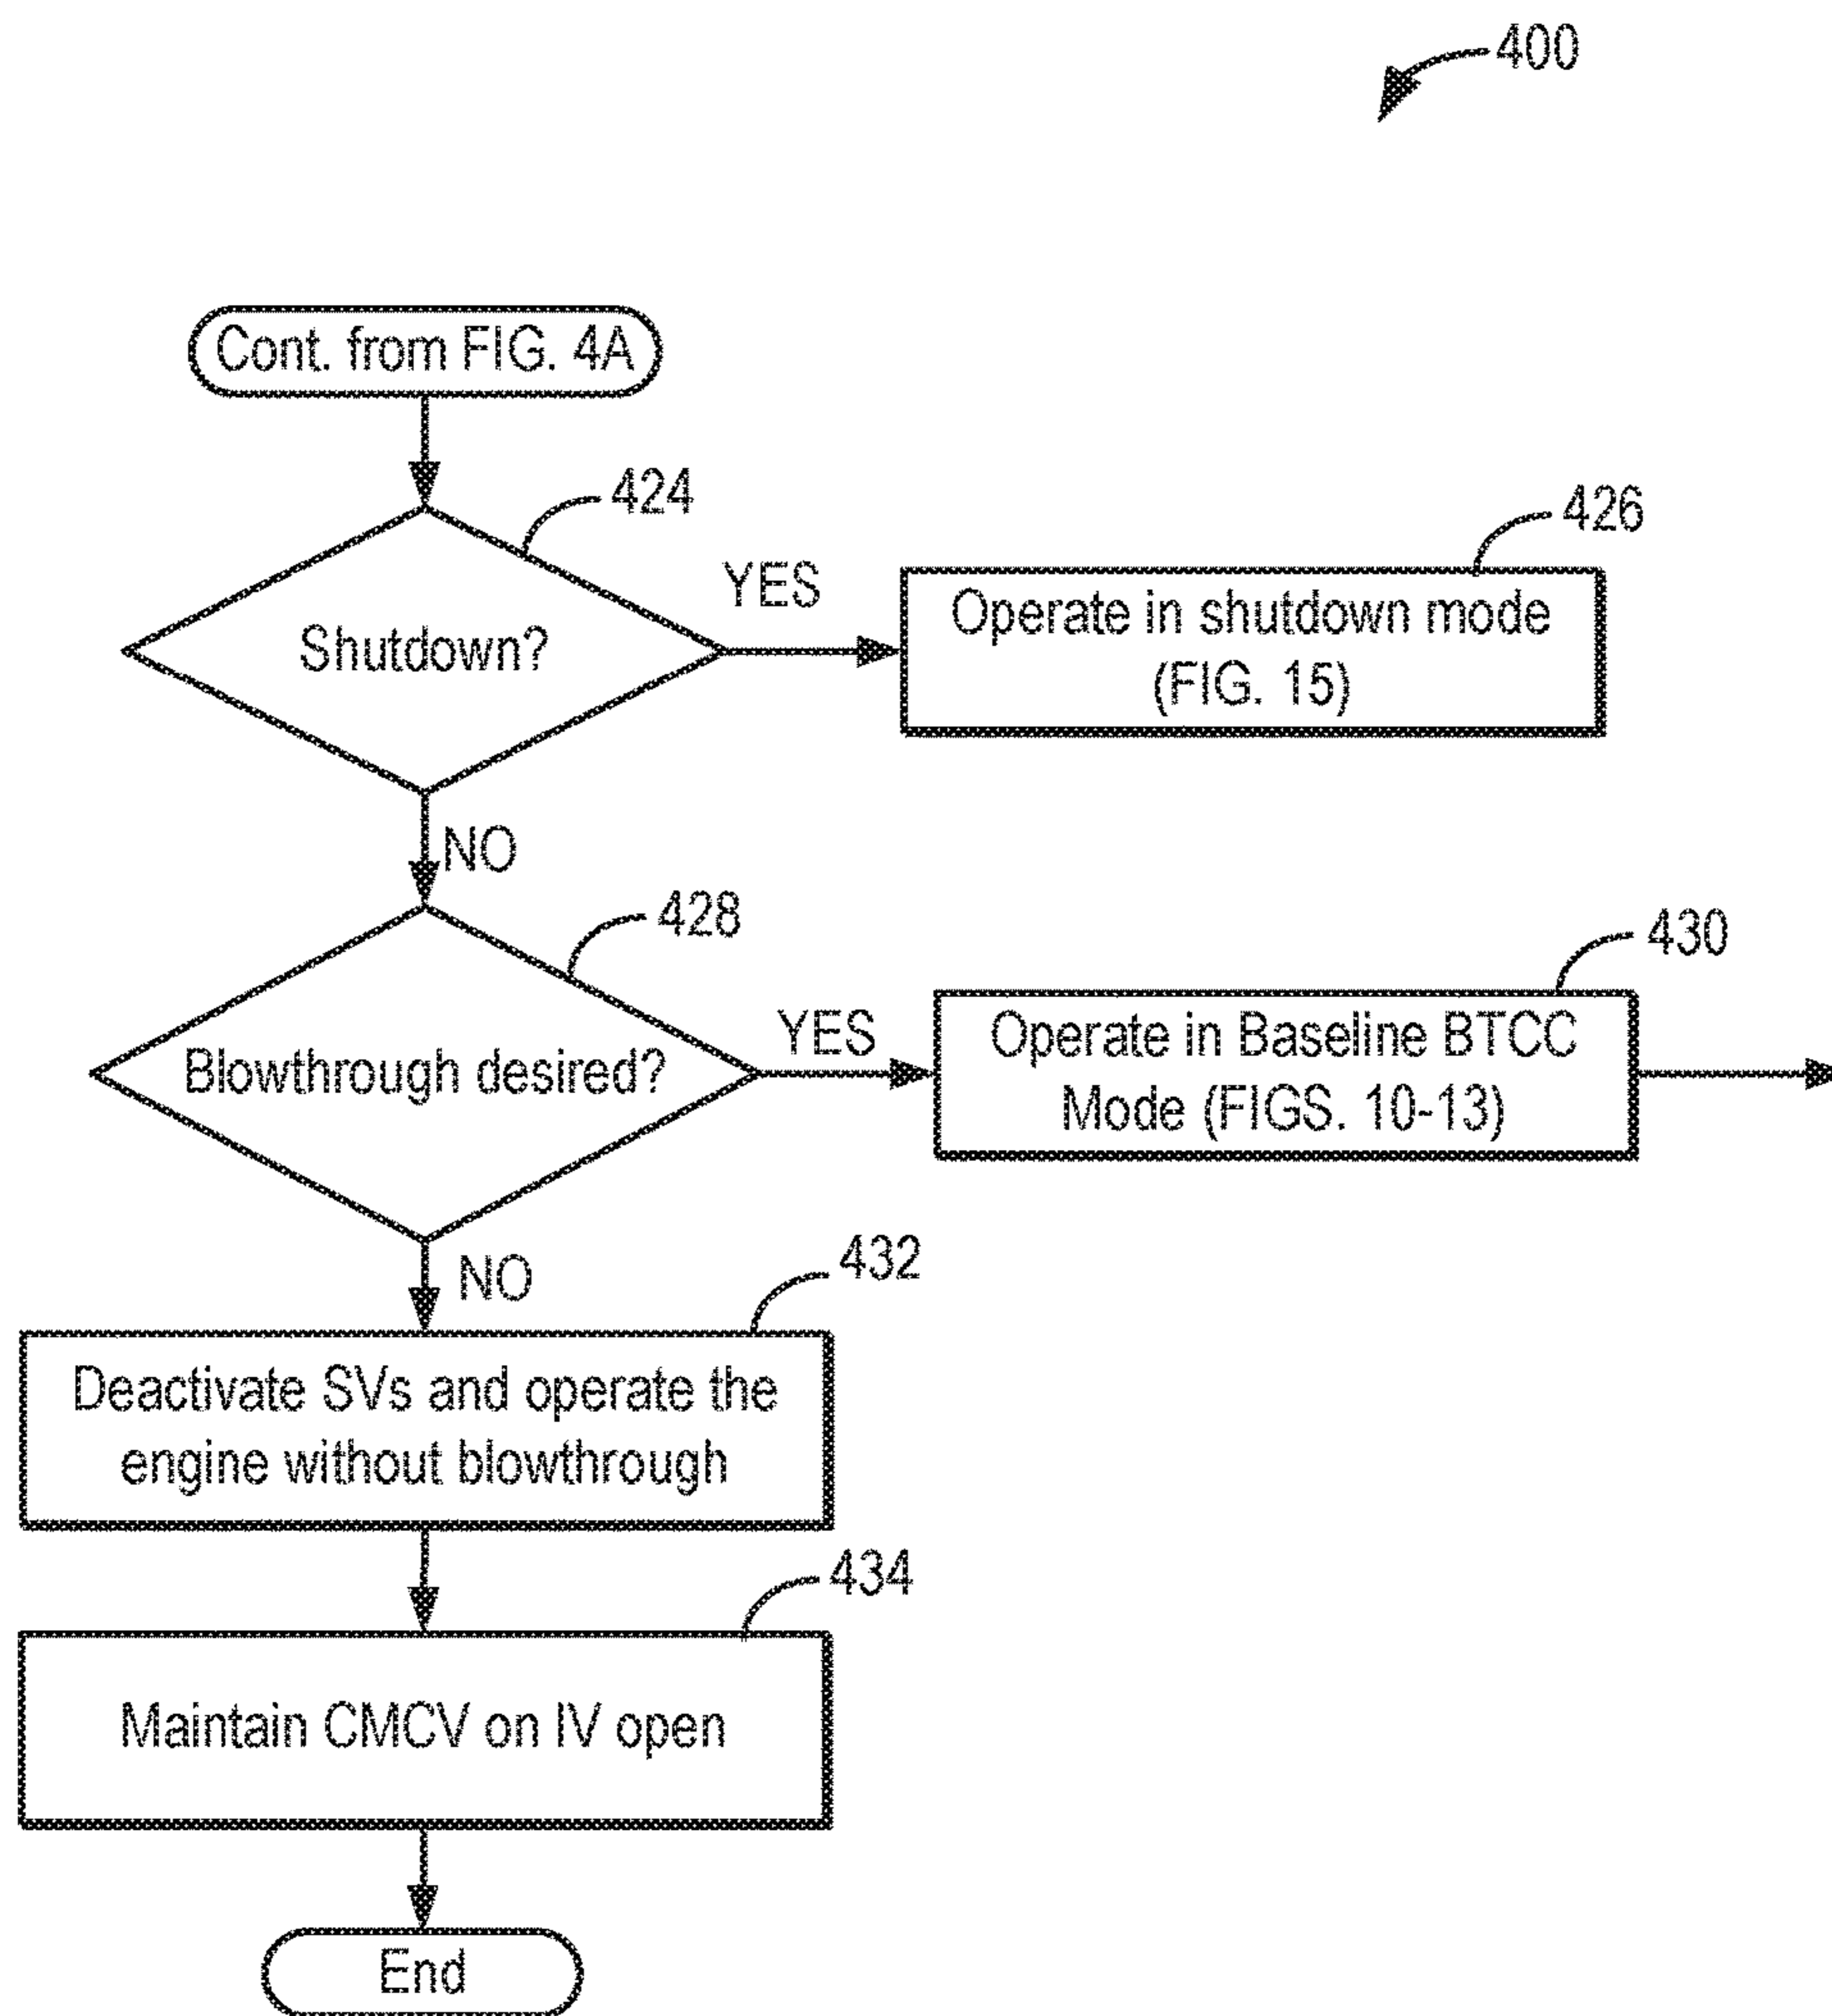 400
Cont. from FIG. 4A
424
Shutdown?
YES
426
Operate in shutdown mode
(FIG. 15)
NO
428
Blowthrough desired?
YES
430
Operate in Baseline BTCC
Mode (FIGS. 10-13)
NO
432
Deactivate SVs and operate the
engine without blowthrough
434
Maintain CMCV on IV open
End